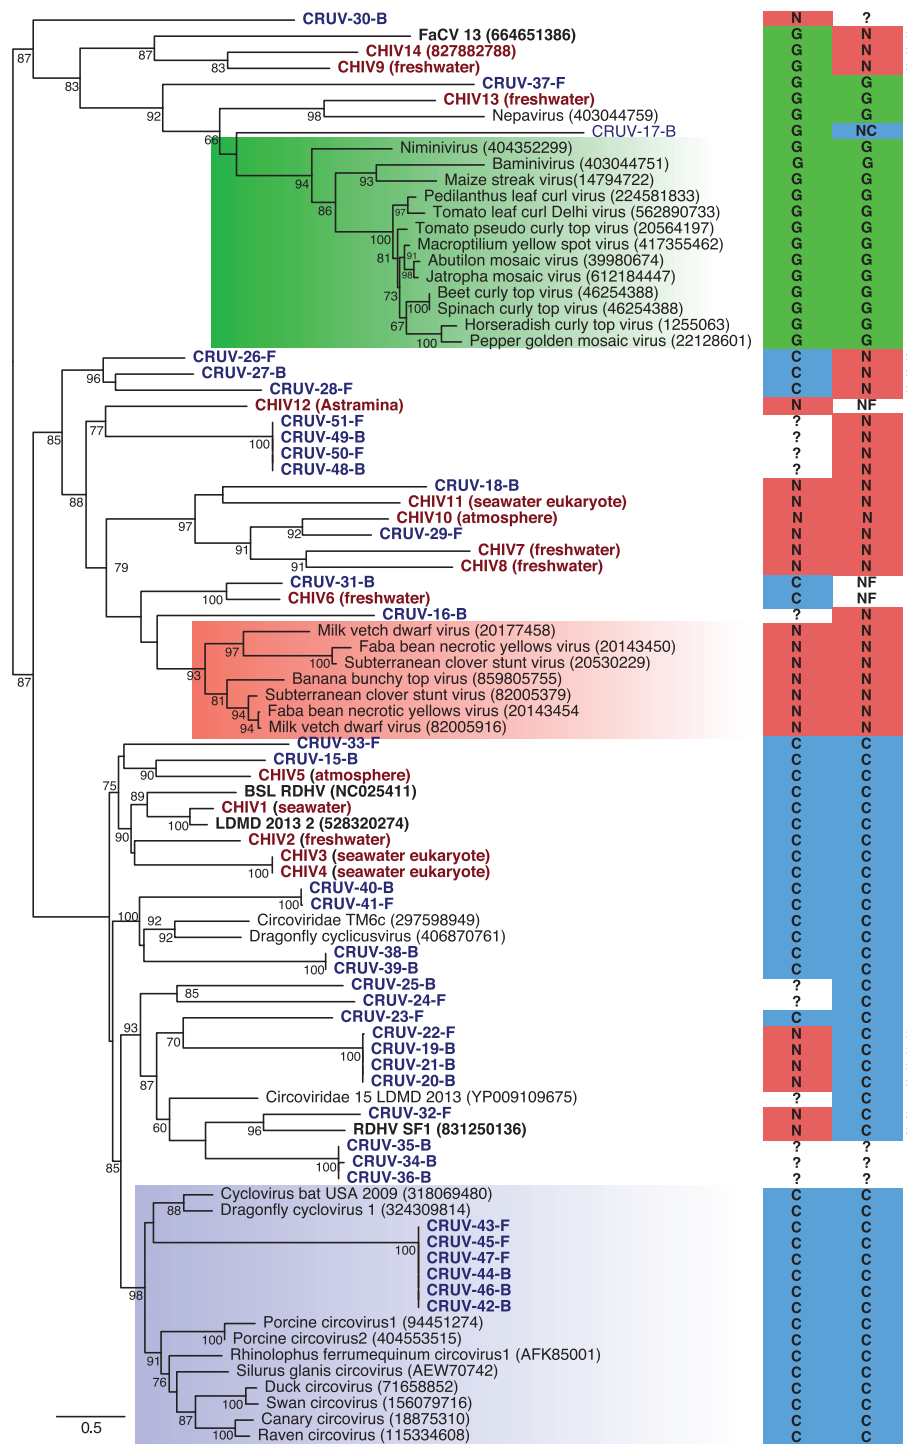 CRUV-30-B N ?
87
FaCV 13 (664651386) G N
87
CHIV14 (827882788) G N
83
CHIV9 (freshwater) G N
83
CRUV-37-F G G
CHIV13 (freshwater) G G
92
98
Nepavirus (403044759) G G
CRUV-17-B G NC
66
Niminivirus (404352299) G G
Baminivirus (403044751) G G
94
93
Maize streak virus(14794722) G G
Pedilanthus leaf curl virus (224581833) G G
86
97
Tomato leaf curl Delhi virus (562890733) G G
Tomato pseudo curly top virus (20564197) G G
100
Macroptilium yellow spot virus (417355462) G G
81
91
Abutilon mosaic virus (39980674) G G
98
Jatropha mosaic virus (612184447) G G
73
Beet curly top virus (46254388) G G
100
Spinach curly top virus (46254388) G G
67
Horseradish curly top virus (1255063) G G
100
Pepper golden mosaic virus (22128601) G G
CRUV-26-F C N
96
CRUV-27-B C N
CRUV-28-F C N
CHIV12 (Astramina) N NF
77
CRUV-51-F ? N
85
100
CRUV-49-B ? N
CRUV-50-F ? N
CRUV-48-B ? N
88
CRUV-18-B N N
CHIV11 (seawater eukaryote) N N
97
CHIV10 (atmosphere) N N
92
CRUV-29-F N N
91
CHIV7 (freshwater) N N
79
91
CHIV8 (freshwater) N N
CRUV-31-B C NF
100
CHIV6 (freshwater) C NF
CRUV-16-B ? N
Milk vetch dwarf virus (20177458) N N
97
Faba bean necrotic yellows virus (20143450) N N
100
Subterranean clover stunt virus (20530229) N N
93
87
Banana bunchy top virus (859805755) N N
81
Subterranean clover stunt virus (82005379) N N
94
Faba bean necrotic yellows virus (20143454 N N
94
Milk vetch dwarf virus (82005916) N N
CRUV-33-F C C
CRUV-15-B C C
90
CHIV5 (atmosphere) C C
75
BSL RDHV (NC025411) C C
89
CHIV1 (seawater) C C
100
LDMD 2013 2 (528320274) C C
90
CHIV2 (freshwater) C C
CHIV3 (seawater eukaryote) C C
100
CHIV4 (seawater eukaryote) C C
CRUV-40-B C C
100
CRUV-41-F C C
100
92
Circoviridae TM6c (297598949) C C
92
Dragonfly cyclicusvirus (406870761) C C
CRUV-38-B C C
100
CRUV-39-B C C
CRUV-25-B ? C
85
CRUV-24-F ? C
CRUV-23-F C C
93
70
CRUV-22-F N C
100
CRUV-19-B N C
CRUV-21-B N C
87
CRUV-20-B N C
Circoviridae 15 LDMD 2013 (YP009109675) ? C
CRUV-32-F N C
60
96
RDHV SF1 (831250136) N C
CRUV-35-B ? ?
85
100
CRUV-34-B ? ?
CRUV-36-B ? ?
Cyclovirus bat USA 2009 (318069480) C C
88
Dragonfly cyclovirus 1 (324309814) C C
CRUV-43-F C C
100
CRUV-45-F C C
CRUV-47-F C C
CRUV-44-B C C
CRUV-46-B C C
98
CRUV-42-B C C
Porcine circovirus1 (94451274) C C
100
Porcine circovirus2 (404553515) C C
91
Rhinolophus ferrumequinum circovirus1 (AFK85001) C C
76
Silurus glanis circovirus (AEW70742) C C
Duck circovirus (71658852) C C
100
Swan circovirus (156079716) C C
87
Canary circovirus (18875310) C C
100
Raven circovirus (115334608) C C
0.5